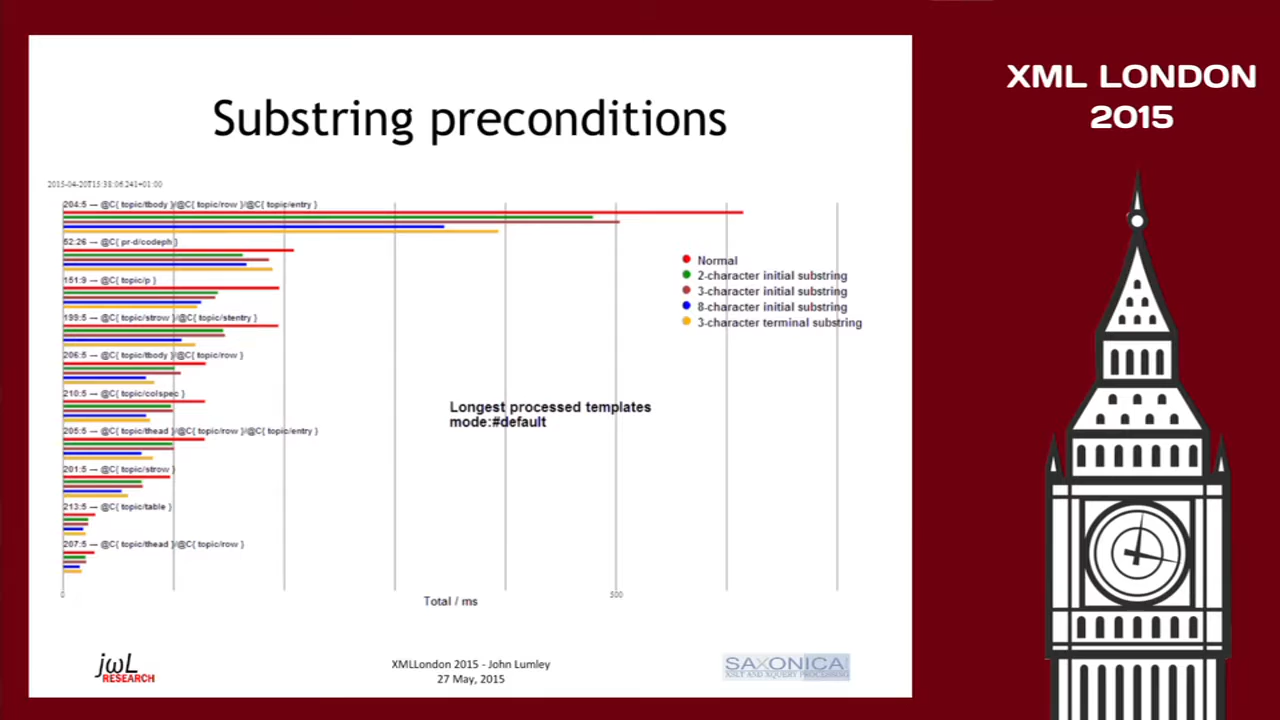 XML LONDON
2015
Substring preconditions
2015-04-20T15:38:06.241+01:00
204:5 — @C{ topic/tbody }/@C{ topic/row }/@C{ topic/entry }
52:26 — @C{ pr-d/codeph }
151:9 — @C{ topic/p }
199:5 — @C{ topic/strow }/@C{ topic/stentry }
206:5 — @C{ topic/tbody }/@C{ topic/row }
210:5 — @C{ topic/colspec }
205:5 — @C{ topic/thead }/@C{ topic/row }/@C{ topic/entry }
201:5 — @C{ topic/strow }
213:5 — @C{ topic/table }
207:5 — @C{ topic/thead }/@C{ topic/row }
Normal
2-character initial substring
3-character initial substring
8-character initial substring
3-character terminal substring
Longest processed templates
mode:#default
0
500
Total / ms
jwL
RESEARCH
XMLLondon 2015 - John Lumley
27 May, 2015
SAXONICA
XSLT AND XQUERY PROCESSING